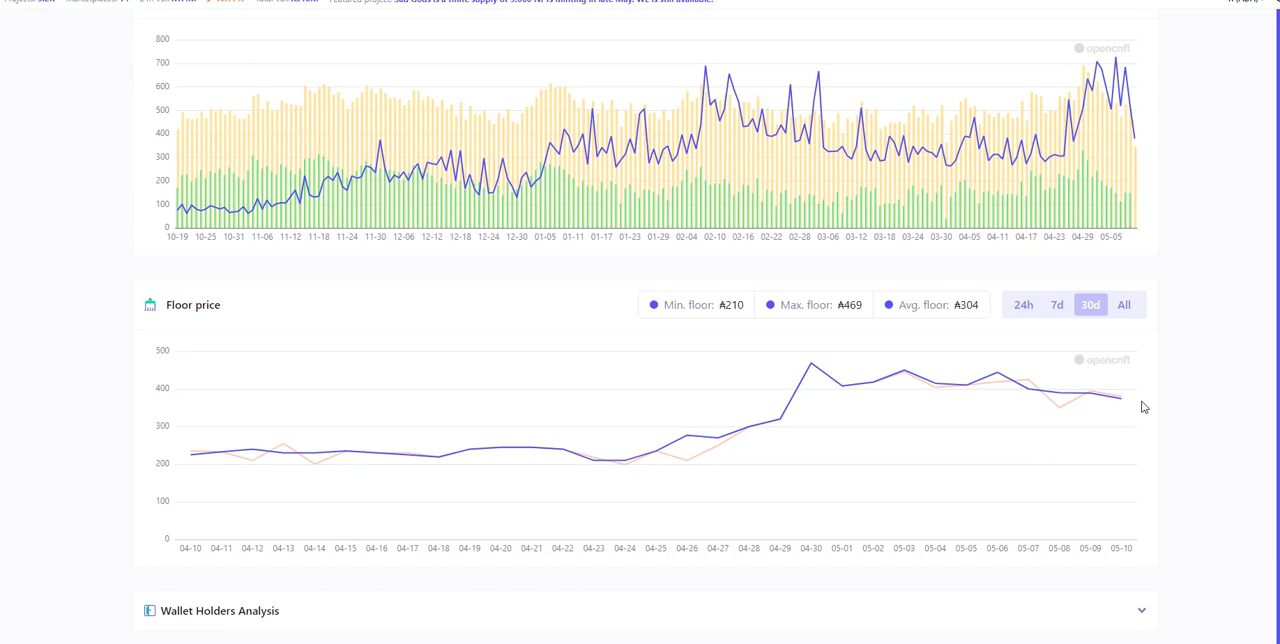 800
opencnft
700
600
500
400
300
200
100
0
10-19 10-25 10-31 11-06 11-12 11-18 11-24 11-30 12-06 12-12 12-18 12-24 12-30 01-05 01-11 01-17 01-23 01-29 02-04 02-10 02-16 02-22 02-28 03-06 03-12 03-18 03-24 03-30 04-05 04-11 04-17 04-23 04-29 05-05
Floor price Min. floor: ₳210 Max. floor: ₳469 Avg. floor: ₳304 24h 7d 30d All
500
opencnft
400
300
200
100
0
04-10 04-11 04-12 04-13 04-14 04-15 04-16 04-17 04-18 04-19 04-20 04-21 04-22 04-23 04-24 04-25 04-26 04-27 04-28 04-29 04-30 05-01 05-02 05-03 05-04 05-05 05-06 05-07 05-08 05-09 05-10
Wallet Holders Analysis